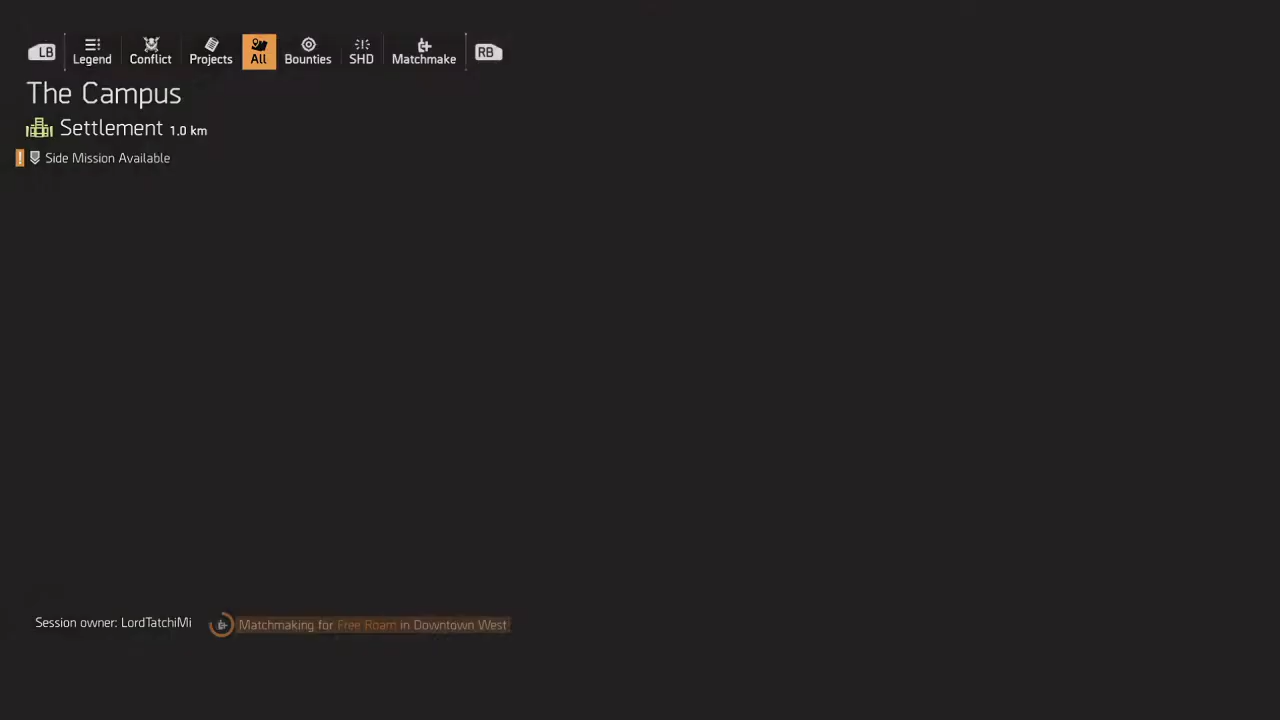 LB Legend Conflict Projects All Bounties SHD Matchmake RB
The Campus
Settlement 1.0 km
! Side Mission Available
Session owner: LordTatchiMi
Matchmaking for Free Roam in Downtown West